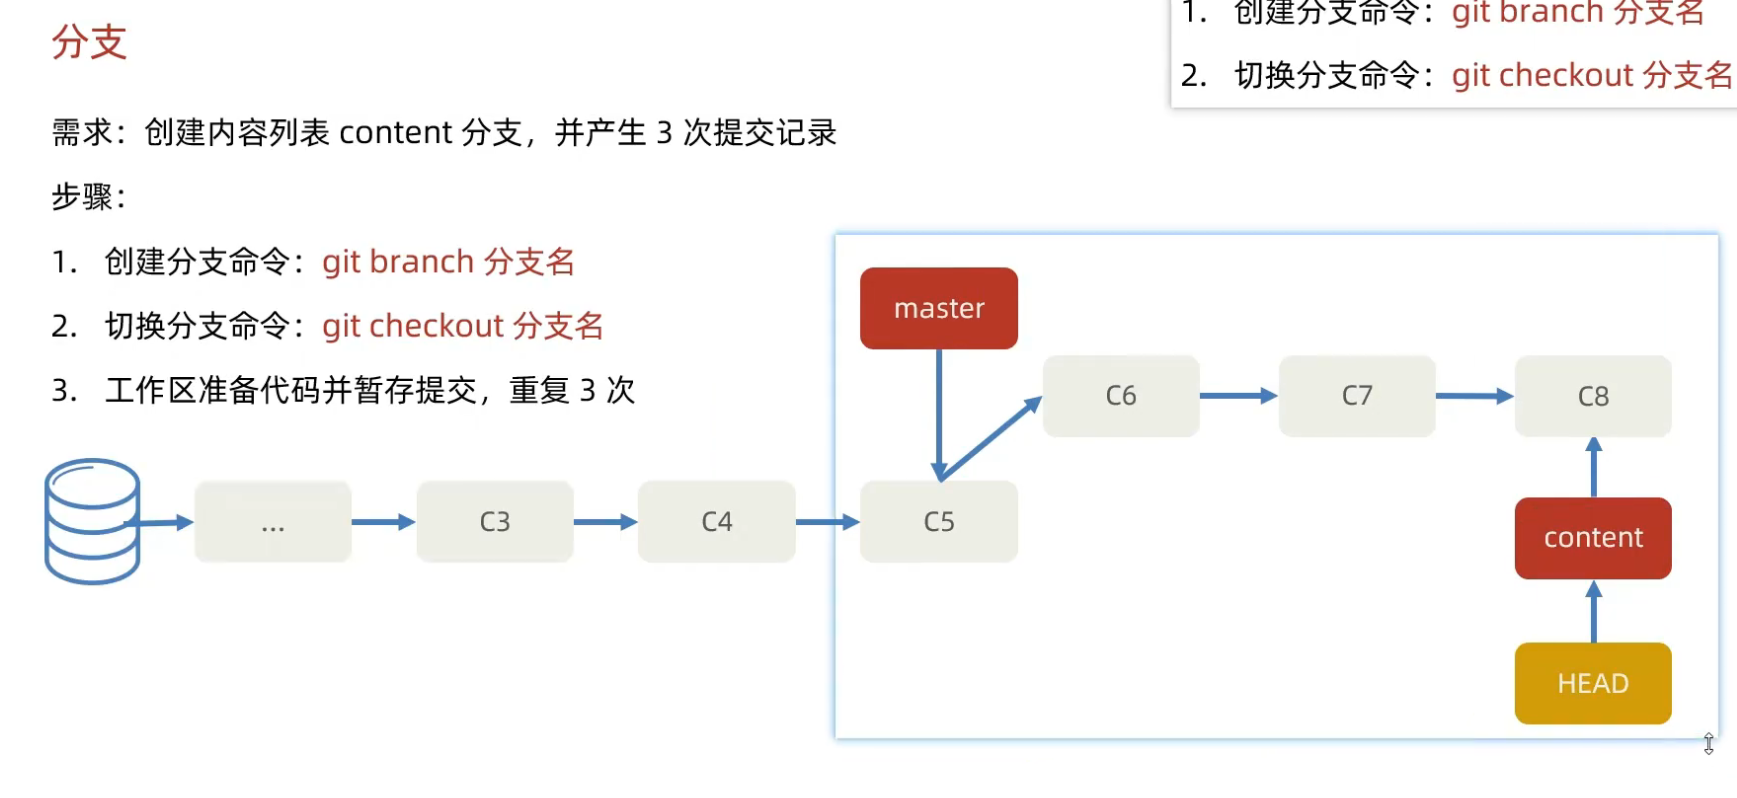 1. 创建分支命令：git branch 分支名
2. 切换分支命令：git checkout 分支名
分支
需求：创建内容列表 content 分支，并产生 3 次提交记录
步骤：
1. 创建分支命令：git branch 分支名
2. 切换分支命令：git checkout 分支名
3. 工作区准备代码并暂存提交，重复 3 次
master
C6
C7
C8
...
C3
C4
C5
content
HEAD